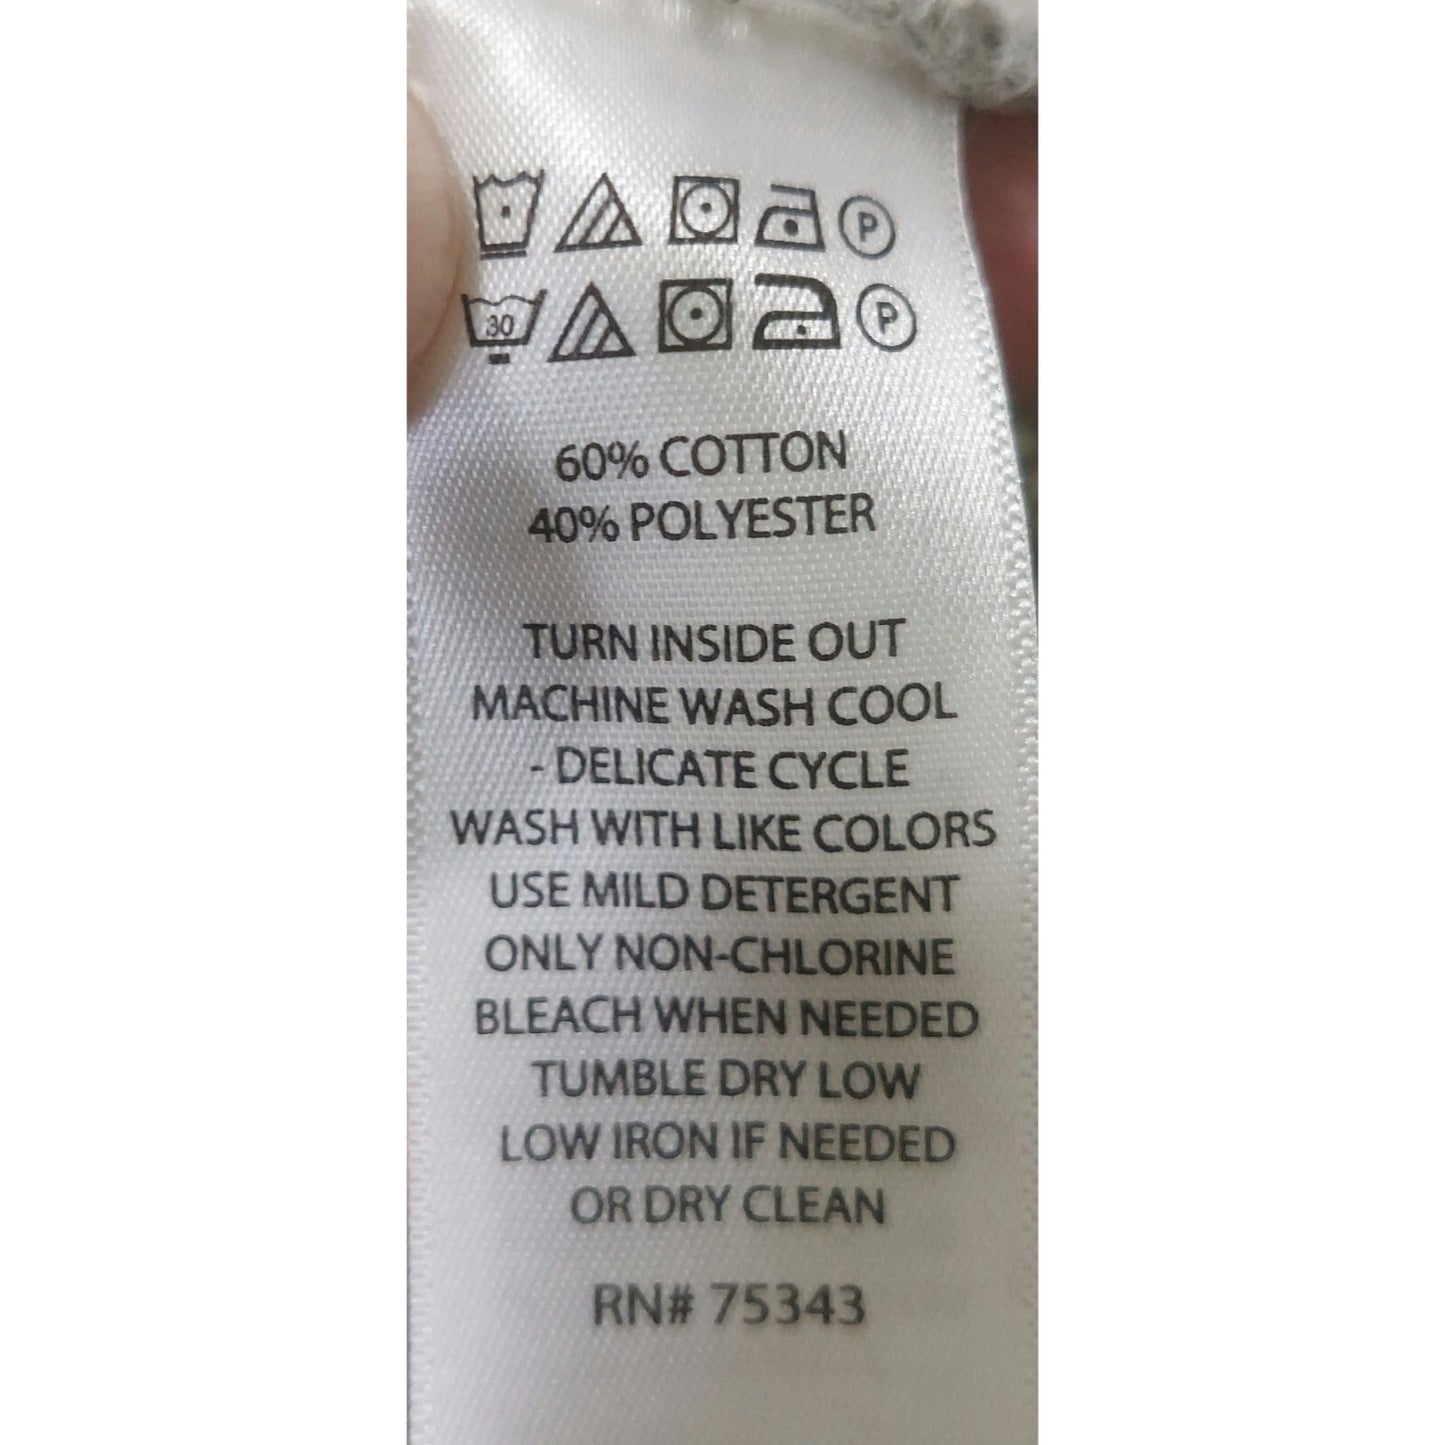 P
30 P
60% COTTON
40% POLYESTER
TURN INSIDE OUT
MACHINE WASH COOL
- DELICATE CYCLE
WASH WITH LIKE COLORS
USE MILD DETERGENT
ONLY NON-CHLORINE
BLEACH WHEN NEEDED
TUMBLE DRY LOW
LOW IRON IF NEEDED
OR DRY CLEAN
RN# 75343